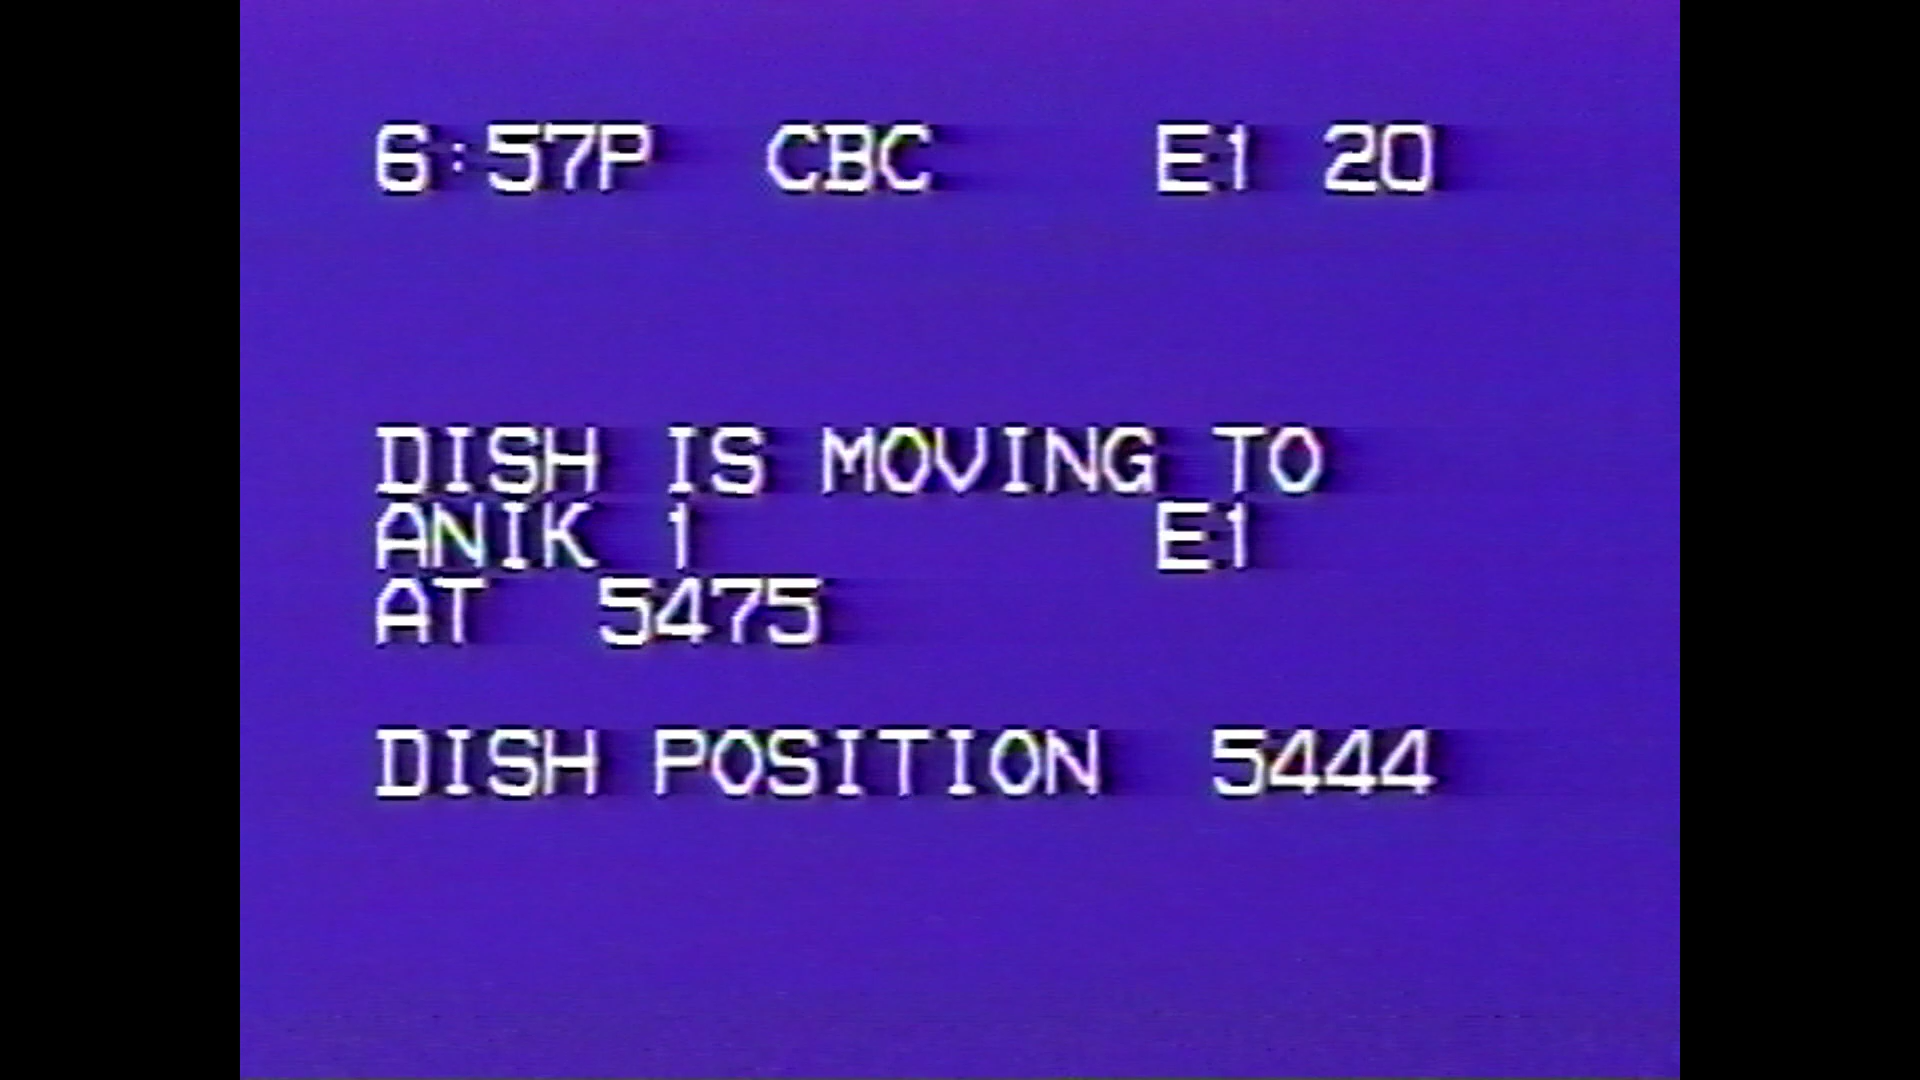 6:57P CBC E1 20
DISH IS MOVING TO
ANIK 1 E1
AT 5475
DISH POSITION 5444